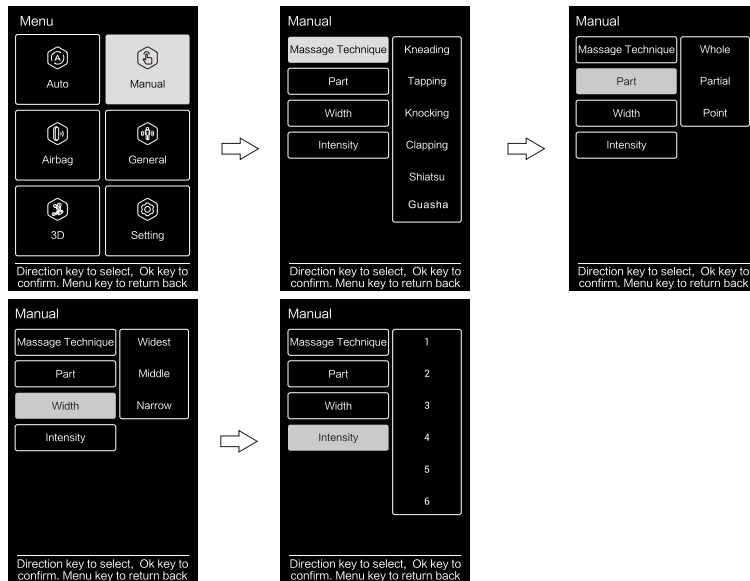 Menu
Auto
Manual
Airbag
General
3D
Setting
Direction key to select, Ok key to
confirm. Menu key to return back
Manual
Massage Technique
Part
Width
Intensity
Kneading
Tapping
Knocking
Clapping
Shiatsu
Guasha
Direction key to select, Ok key to
confirm. Menu key to return back
Manual
Massage Technique
Part
Width
Intensity
Whole
Partial
Point
Direction key to select, Ok key to
confirm. Menu key to return back
Manual
Massage Technique
Part
Width
Intensity
Widest
Middle
Narrow
Direction key to select, Ok key to
confirm. Menu key to return back
Manual
Massage Technique
Part
Width
Intensity
1
2
3
4
5
6
Direction key to select, Ok key to
confirm. Menu key to return back